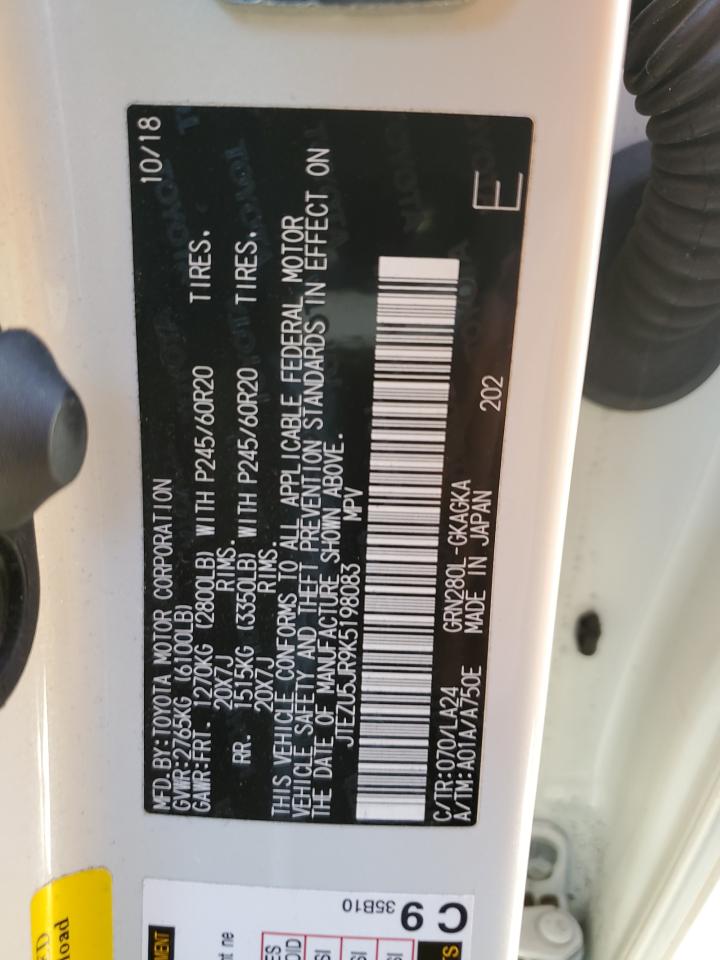 MFD.BY:TOYOTA MOTOR CORPORATION 10/18
GVWR:2765KG (6100LB)
GAWR:FRT. 1270KG (2800LB) WITH P245/60R20 TIRES.
20X7J RIMS.
RR. 1515KG (3350LB) WITH P245/60R20 TIRES.
20X7J RIMS.
THIS VEHICLE CONFORMS TO ALL APPLICABLE FEDERAL MOTOR
VEHICLE SAFETY AND THEFT PREVENTION STANDARDS IN EFFECT ON
THE DATE OF MANUFACTURE SHOWN ABOVE.
JTEZU5JR9K5198083 MPV
C/TR:070/LA24 GRN280L-GKAGKA 202
A/TM:A01A/A750E MADE IN JAPAN E
C9
35B10